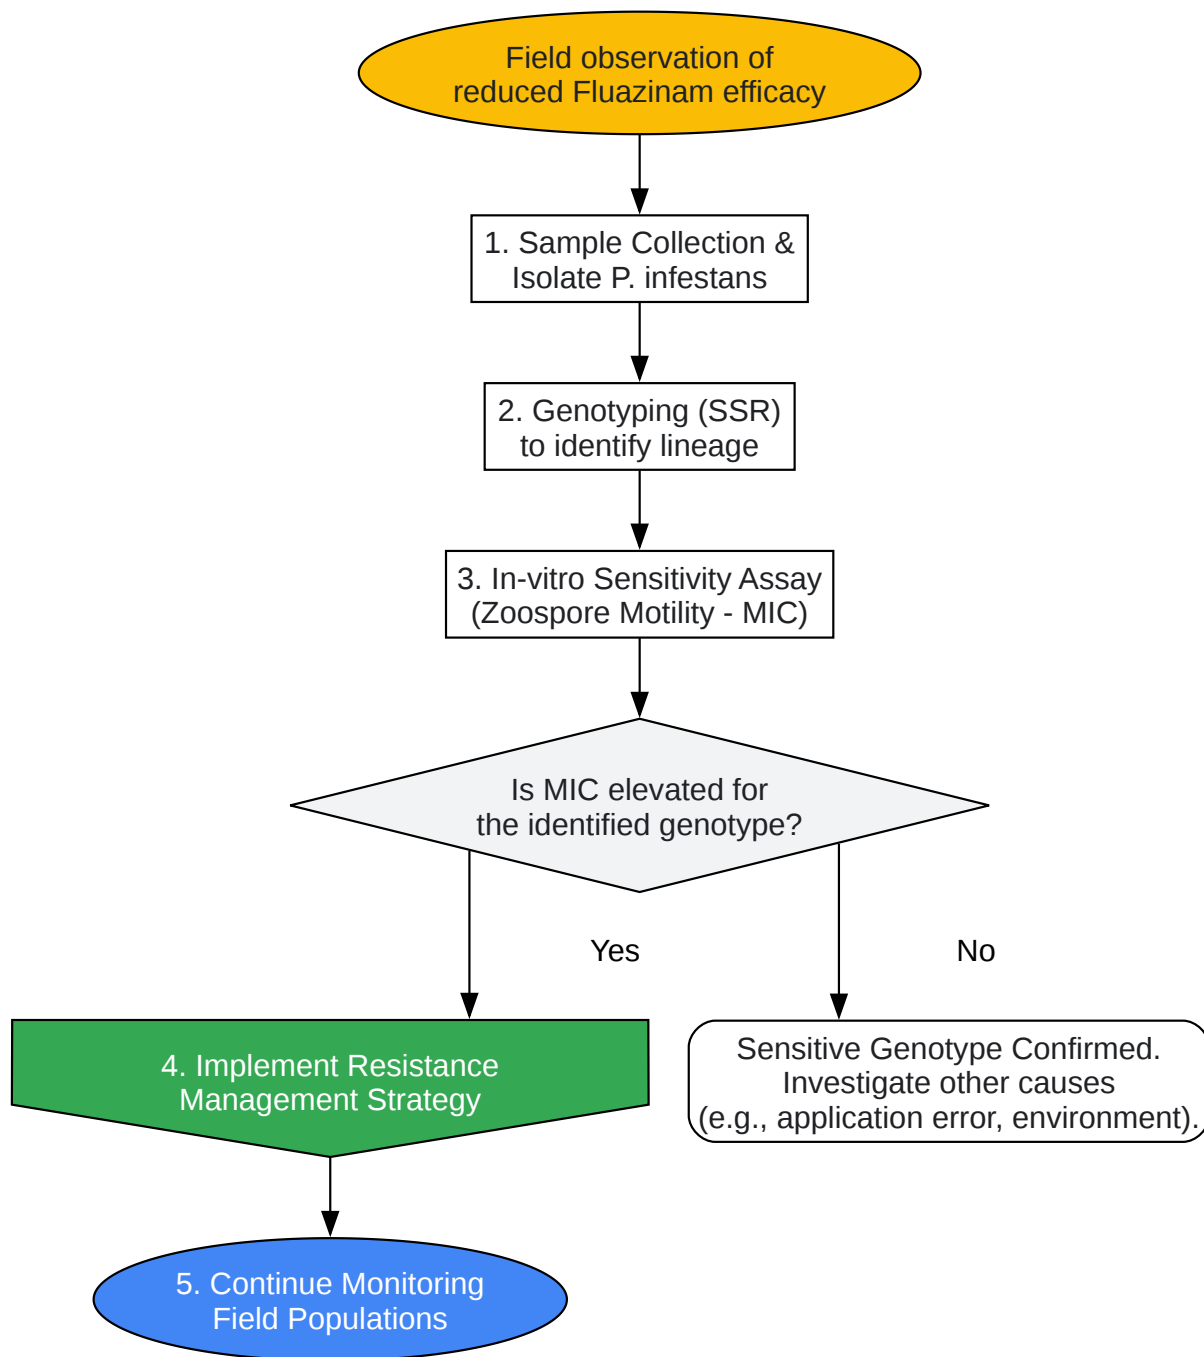 Field observation of
reduced Fluazinam efficacy
1. Sample Collection &
Isolate P. infestans
2. Genotyping (SSR)
to identify lineage
3. In-vitro Sensitivity Assay
(Zoospore Motility - MIC)
Is MIC elevated for
the identified genotype?
Yes
No
4. Implement Resistance
Management Strategy
Sensitive Genotype Confirmed.
Investigate other causes
(e.g., application error, environment).
5. Continue Monitoring
Field Populations